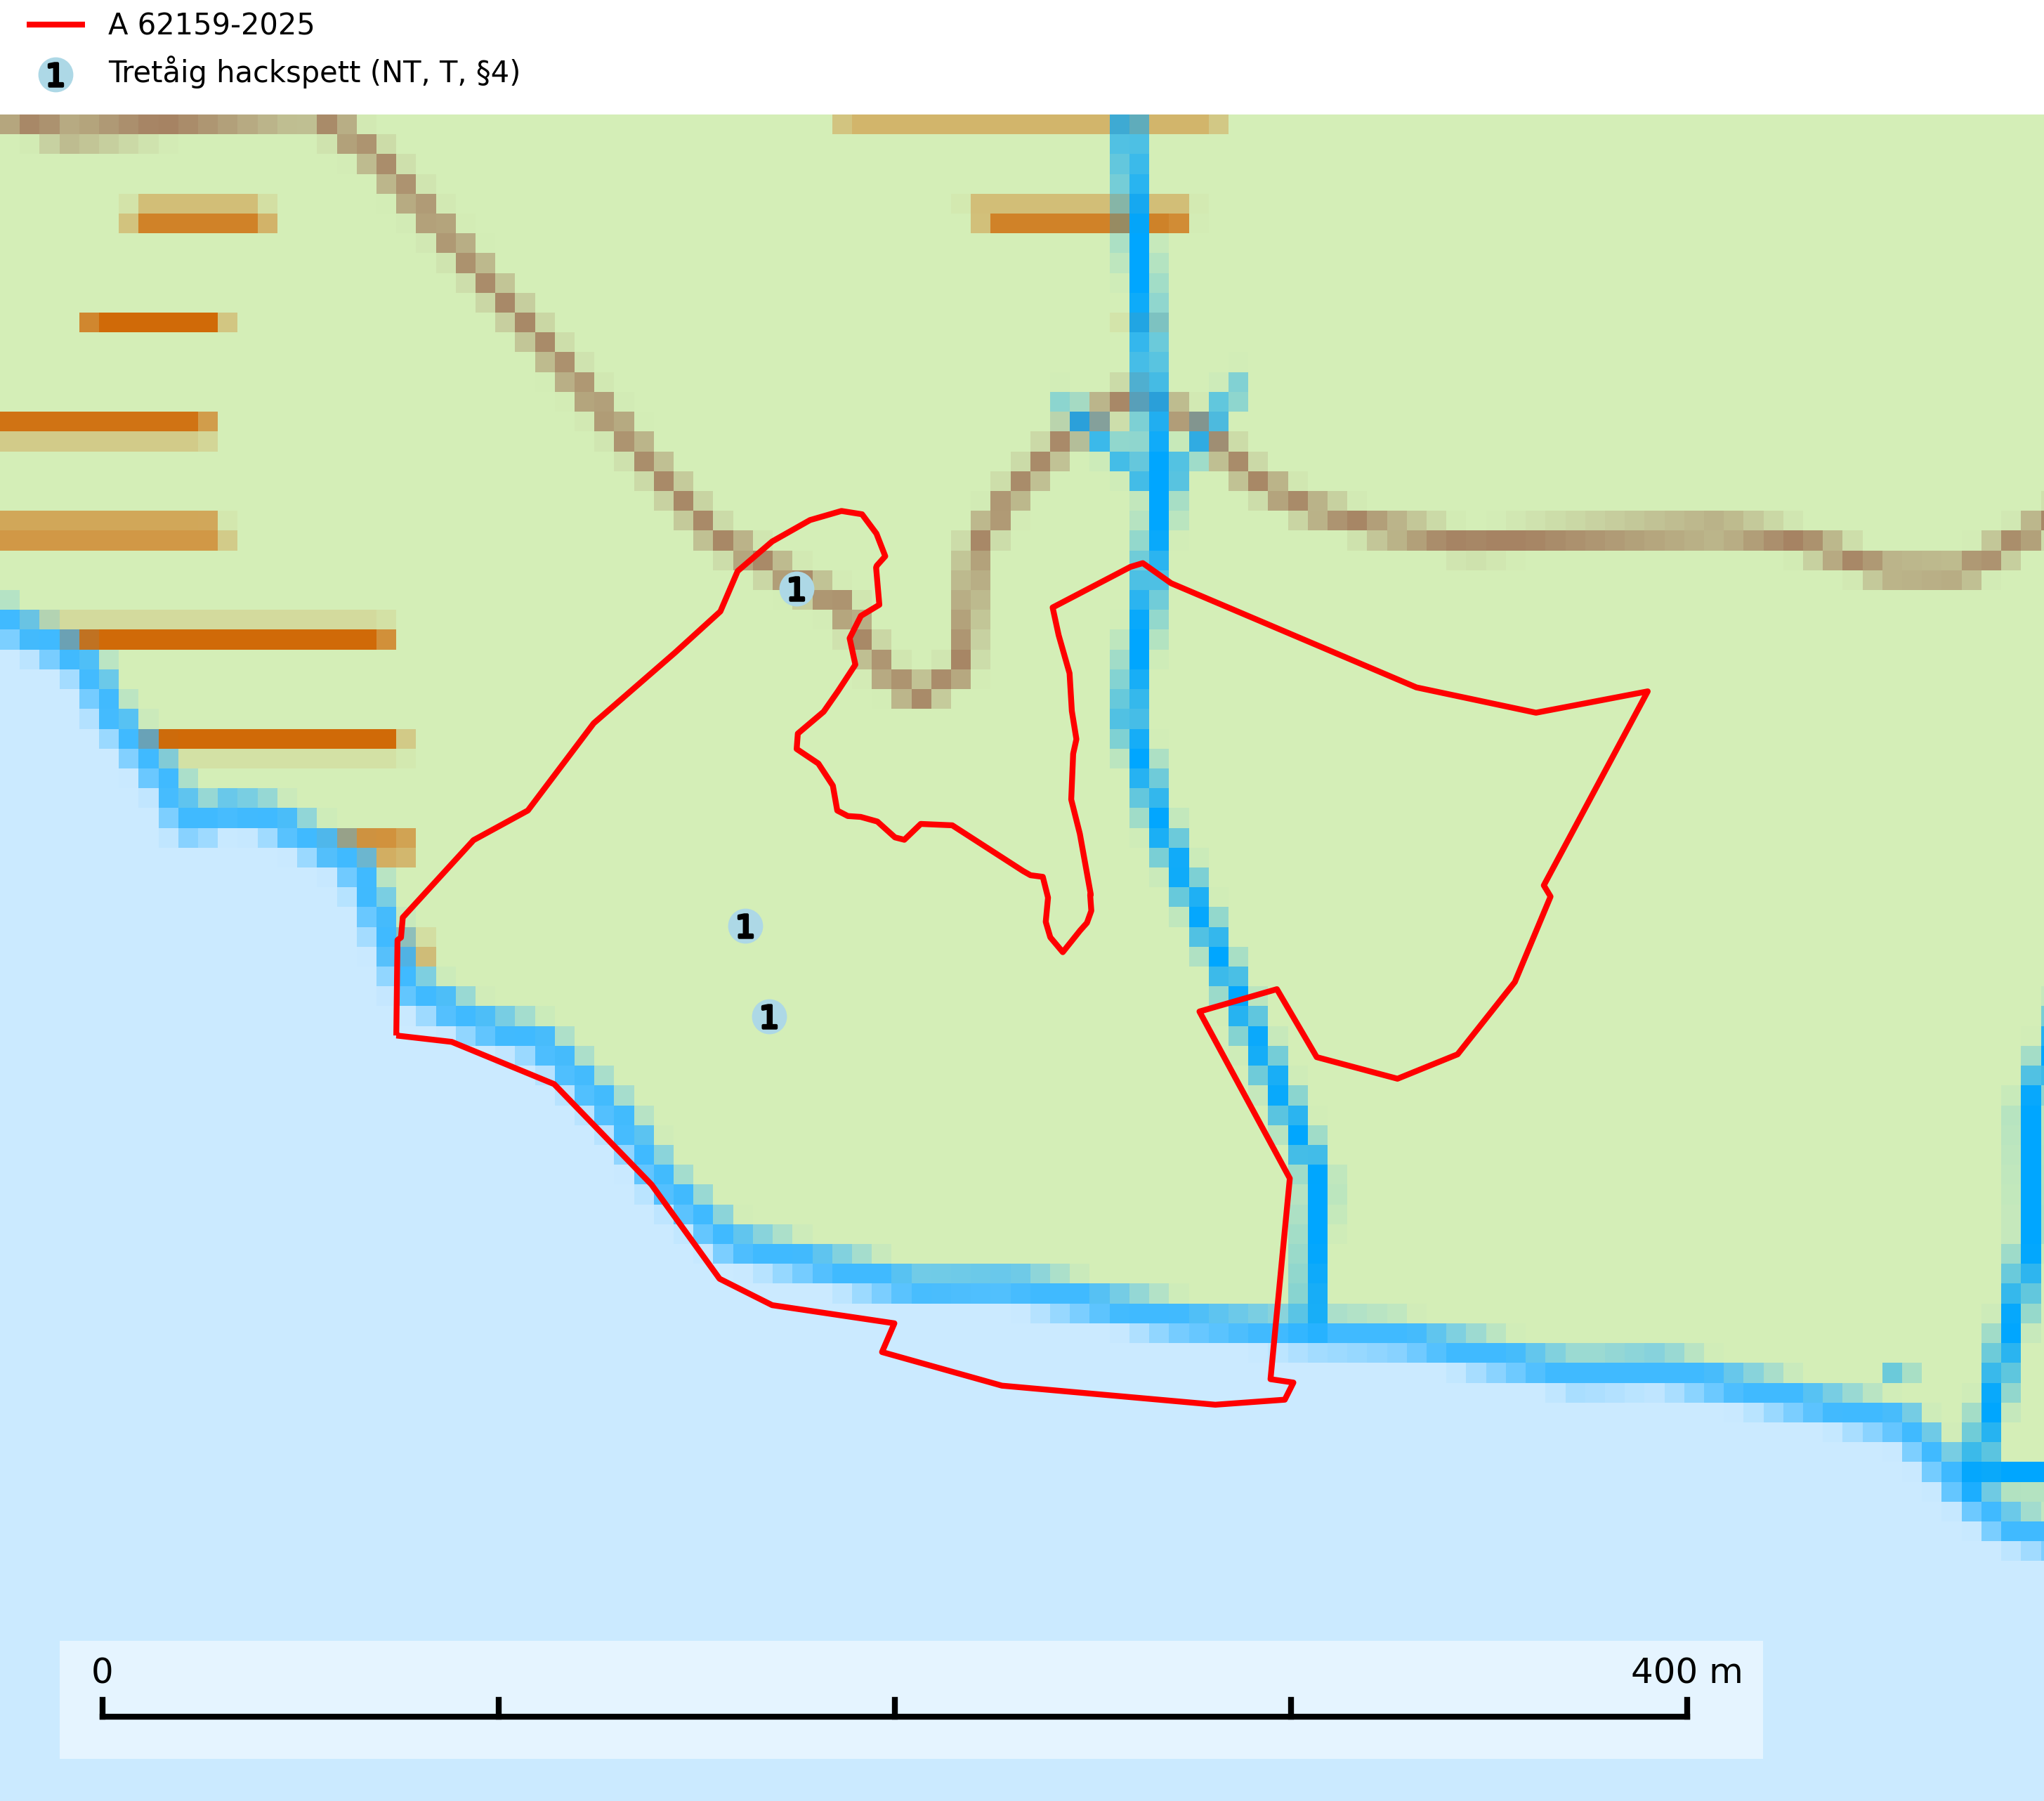 A 62159-2025
1 Tretåig hackspett (NT, T, §4)
1
1
1
0 400 m